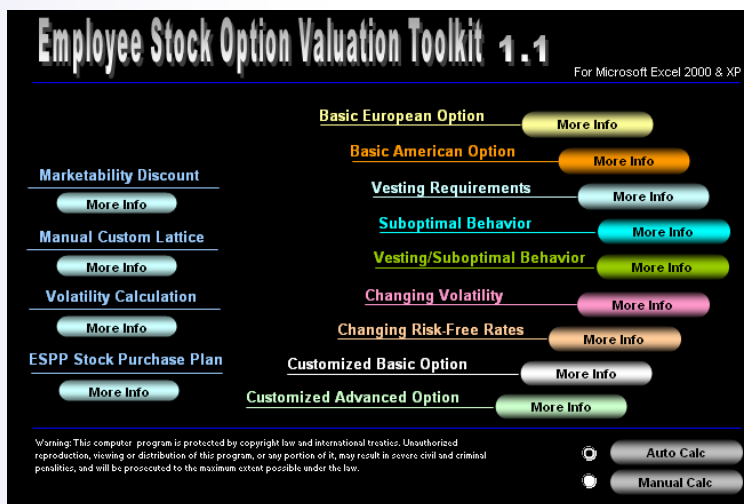 Employee Stock Option Valuation Toolkit 1.1
For Microsoft Excel 2000 & XP
Basic European Option
More Info
Basic American Option
More Info
Vesting Requirements
More Info
Suboptimal Behavior
More Info
Vesting/Suboptimal Behavior
More Info
Changing Volatility
More Info
Changing Risk-Free Rates
More Info
Customized Basic Option
More Info
Customized Advanced Option
More Info
Marketability Discount
More Info
Manual Custom Lattice
More Info
Volatility Calculation
More Info
ESPP Stock Purchase Plan
More Info
Warning: This computer program is protected by copyright law and international treaties. Unauthorized
reproduction, viewing or distribution of this program, or any portion of it, may result in severe civil and criminal
penalities, and will be prosecuted to the maximum extent possible under the law.
Auto Calc
Manual Calc